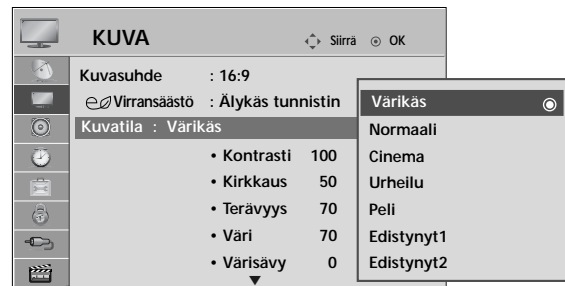 KUVA
Siirrä OK
Kuvasuhde : 16:9
Virransäästö : Älykäs tunnistin
Kuvatila : Värikäs
• Kontrasti 100
• Kirkkaus 50
• Terävyys 70
• Väri 70
• Värisävy 0
Värikäs
Normaali
Cinema
Urheilu
Peli
Edistynyt1
Edistynyt2